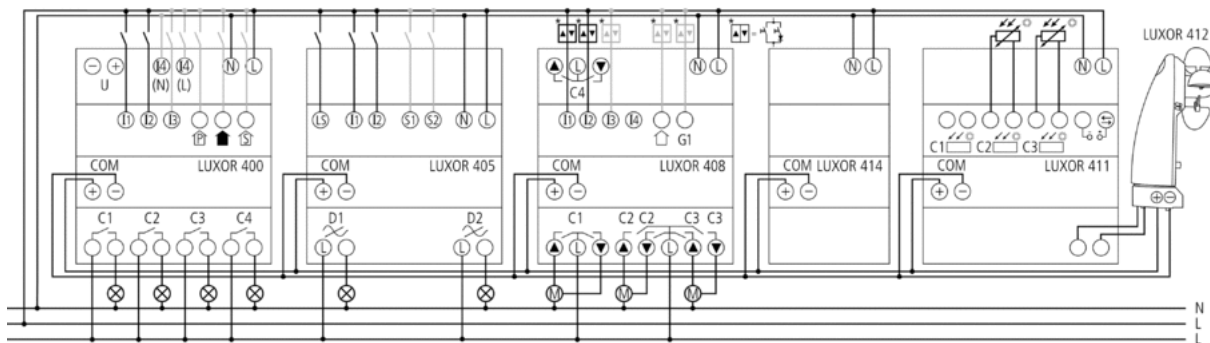 LUXOR 412
* * * * * * =
− + I4 I4 N L
U (N) (L)
L
C4
N L
N L
N L
I1 I2 I3
P S
LS I1 I2 S1 S2 N L
I1 I2 I3 I4
G1
C1 C2 C3
COM LUXOR 400
COM LUXOR 405
COM LUXOR 408
COM LUXOR 414
COM LUXOR 411
+ −
+ −
+ −
+ −
+ −
+ −
C1 C2 C3 C4
D1 D2
C1 C2 C2 C3 C3
L L
L L
M M M
N
L
L